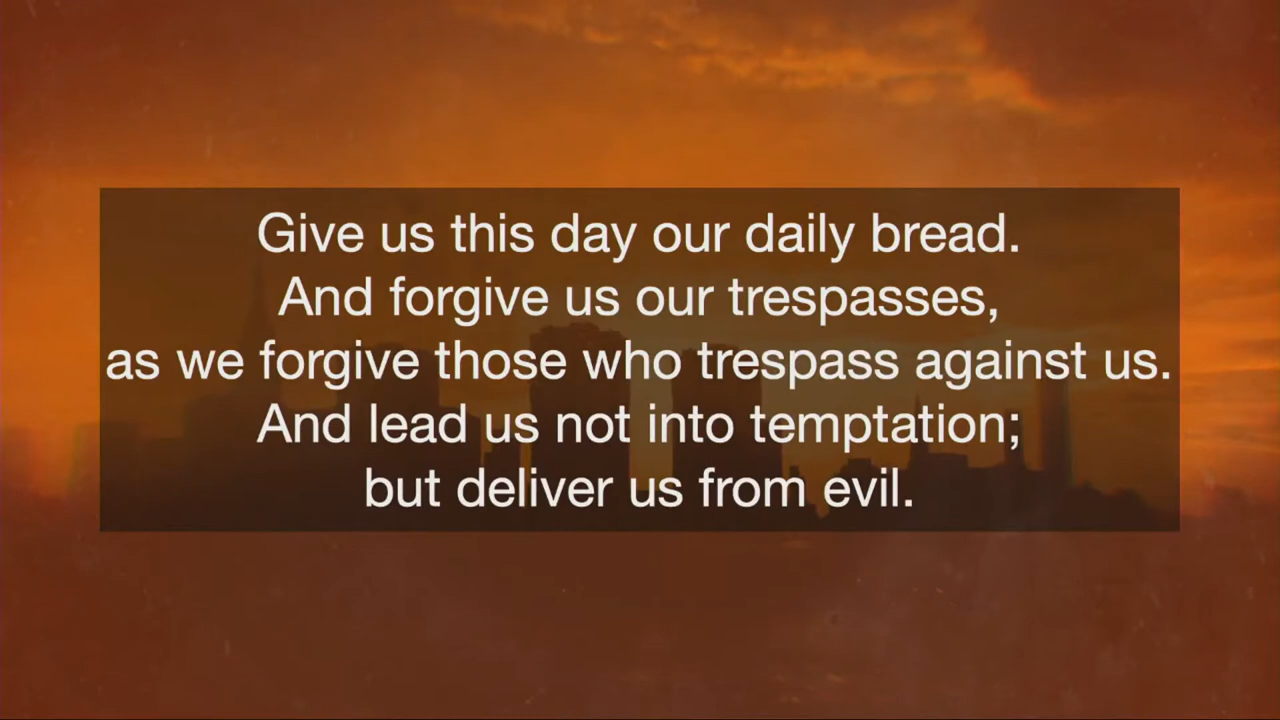 Give us this day our daily bread.
And forgive us our trespasses,
as we forgive those who trespass against us.
And lead us not into temptation;
but deliver us from evil.